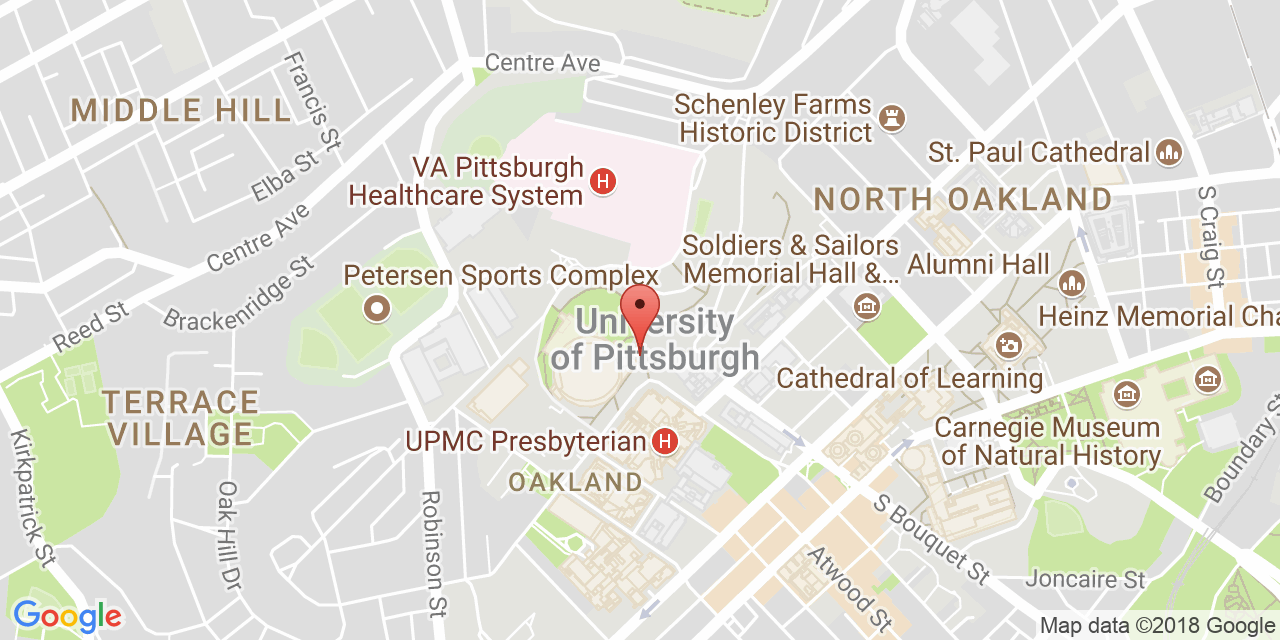 Centre Ave
Francis St
MIDDLE HILL
Schenley Farms
Historic District
St. Paul Cathedral
Elba St
VA Pittsburgh
Healthcare System
NORTH OAKLAND
S Craig St
Centre Ave
Soldiers & Sailors
Memorial Hall &...
Alumni Hall
Petersen Sports Complex
Brackenridge St
Reed St
University
of Pittsburgh
Heinz Memorial Cha
Cathedral of Learning
TERRACE
VILLAGE
Carnegie Museum
of Natural History
UPMC Presbyterian
OAKLAND
Boundary St
Kirkpatrick St
Oak Hill Dr
Robinson St
S Bouquet St
Atwood St
Joncaire St
Google
Map data ©2018 Google